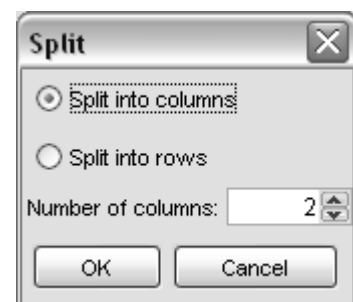 Split
Split into columns
Split into rows
Number of columns: 2
OK Cancel